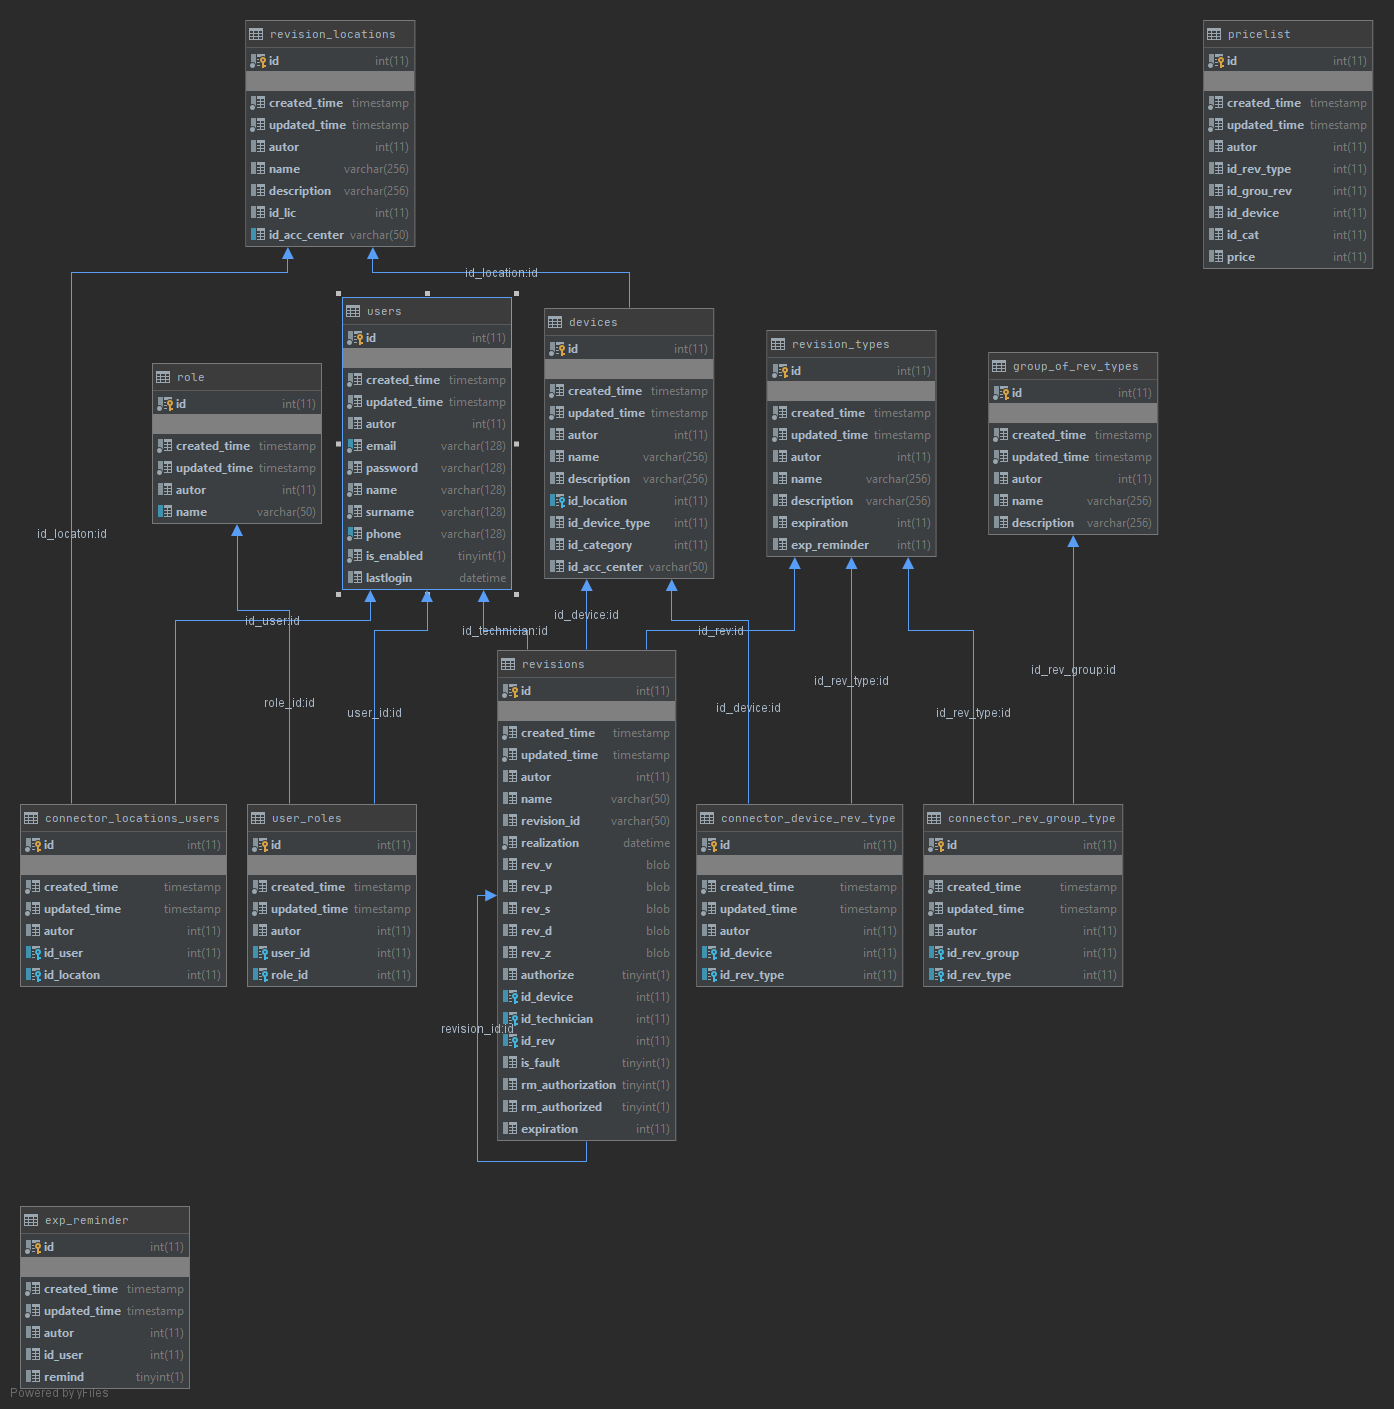 revision_locations
id int(11)
created_time timestamp
updated_time timestamp
autor int(11)
name varchar(256)
description varchar(256)
id_lic int(11)
id_acc_center varchar(50)
pricelist
id int(11)
created_time timestamp
updated_time timestamp
autor int(11)
id_rev_type int(11)
id_grou_rev int(11)
id_device int(11)
id_cat int(11)
price int(11)
id_location:id
users
id int(11)
created_time timestamp
updated_time timestamp
autor int(11)
email varchar(128)
password varchar(128)
name varchar(128)
surname varchar(128)
phone varchar(128)
is_enabled tinyint(1)
lastlogin datetime
devices
id int(11)
created_time timestamp
updated_time timestamp
autor int(11)
name varchar(256)
description varchar(256)
id_location int(11)
id_device_type int(11)
id_category int(11)
id_acc_center varchar(50)
revision_types
id int(11)
created_time timestamp
updated_time timestamp
autor int(11)
name varchar(256)
description varchar(256)
expiration int(11)
exp_reminder int(11)
group_of_rev_types
id int(11)
created_time timestamp
updated_time timestamp
autor int(11)
name varchar(256)
description varchar(256)
role
id int(11)
created_time timestamp
updated_time timestamp
autor int(11)
name varchar(50)
id_locaton:id
id_user:id
id_technician:id
id_device:id
id_rev:id
role_id:id
user_id:id
id_device:id
id_rev_type:id
id_rev_type:id
id_rev_group:id
revisions
id int(11)
created_time timestamp
updated_time timestamp
autor int(11)
name varchar(50)
revision_id varchar(50)
realization datetime
rev_v blob
rev_p blob
rev_s blob
rev_d blob
rev_z blob
authorize tinyint(1)
id_device int(11)
id_technician int(11)
id_rev int(11)
is_fault tinyint(1)
rm_authorization tinyint(1)
rm_authorized tinyint(1)
expiration int(11)
revision_id:id
connector_locations_users
id int(11)
created_time timestamp
updated_time timestamp
autor int(11)
id_user int(11)
id_locaton int(11)
user_roles
id int(11)
created_time timestamp
updated_time timestamp
autor int(11)
user_id int(11)
role_id int(11)
connector_device_rev_type
id int(11)
created_time timestamp
updated_time timestamp
autor int(11)
id_device int(11)
id_rev_type int(11)
connector_rev_group_type
id int(11)
created_time timestamp
updated_time timestamp
autor int(11)
id_rev_group int(11)
id_rev_type int(11)
exp_reminder
id int(11)
created_time timestamp
updated_time timestamp
autor int(11)
id_user int(11)
remind tinyint(1)
Powered by yFiles